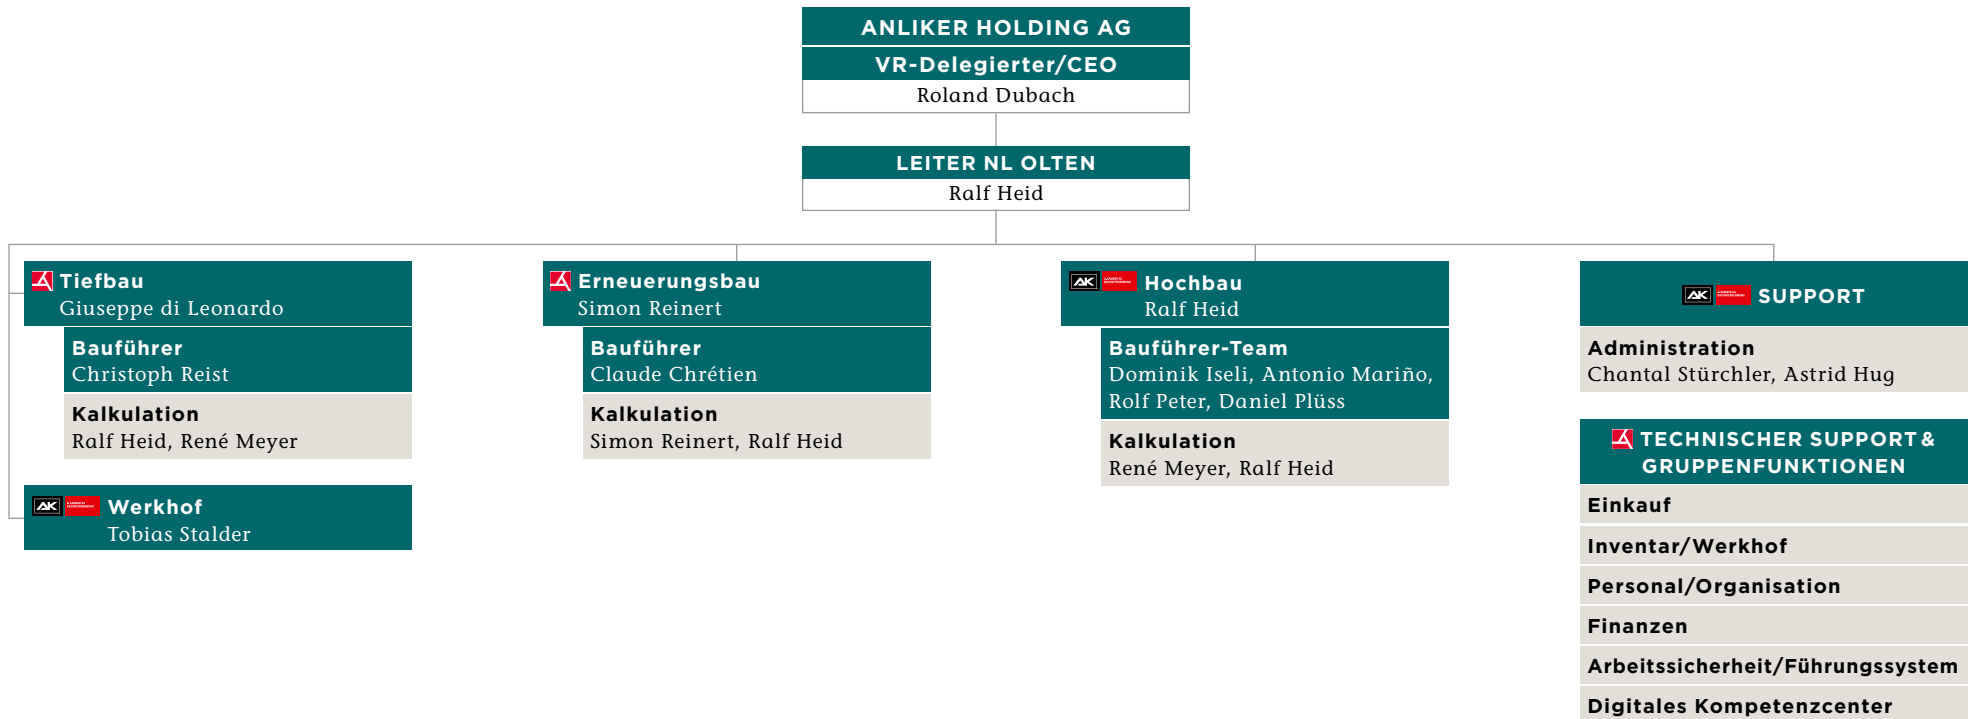 ANLIKER HOLDING AG
VR-Delegierter/CEO
Roland Dubach
LEITER NL OLTEN
Ralf Heid
Tiefbau
Giuseppe di Leonardo
Bauführer
Christoph Reist
Kalkulation
Ralf Heid, René Meyer
AK
Werkhof
Tobias Stalder
Erneuerungsbau
Simon Reinert
Bauführer
Claude Chrétien
Kalkulation
Simon Reinert, Ralf Heid
AK
Hochbau
Ralf Heid
Bauführer-Team
Dominik Iseli, Antonio Mariño,
Rolf Peter, Daniel Plüss
Kalkulation
René Meyer, Ralf Heid
AK
SUPPORT
Administration
Chantal Stürchler, Astrid Hug
TECHNISCHER SUPPORT &
GRUPPENFUNKTIONEN
Einkauf
Inventar/Werkhof
Personal/Organisation
Finanzen
Arbeitssicherheit/Führungssystem
Digitales Kompetenzcenter